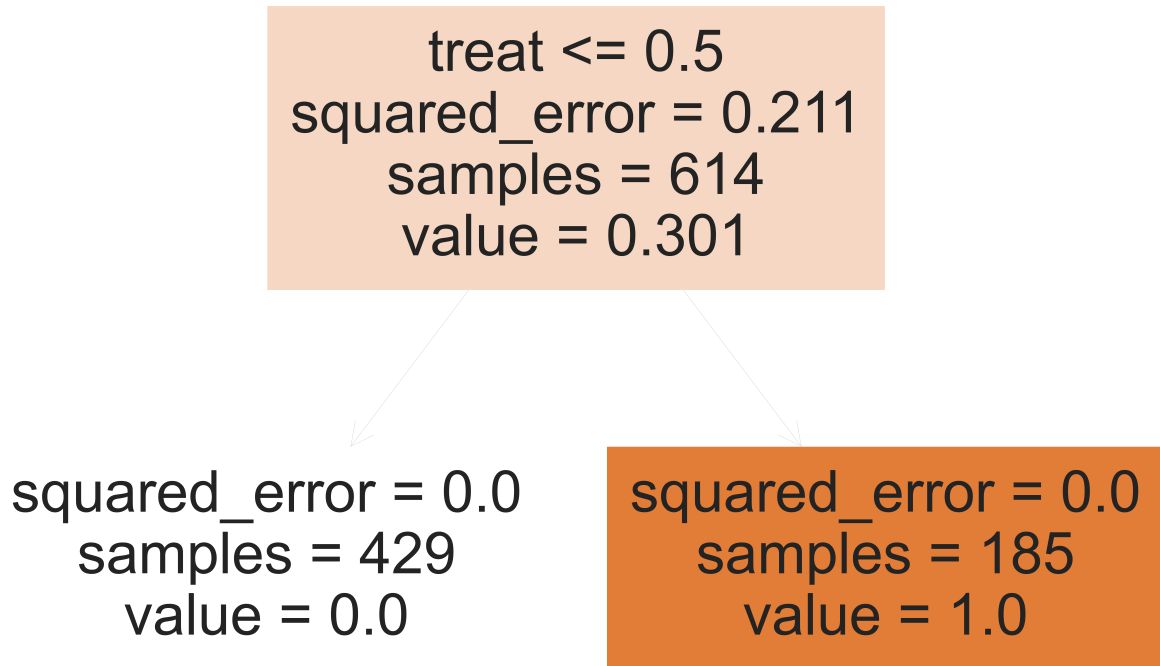 treat <= 0.5
squared_error = 0.211
samples = 614
value = 0.301
squared_error = 0.0
samples = 429
value = 0.0
squared_error = 0.0
samples = 185
value = 1.0